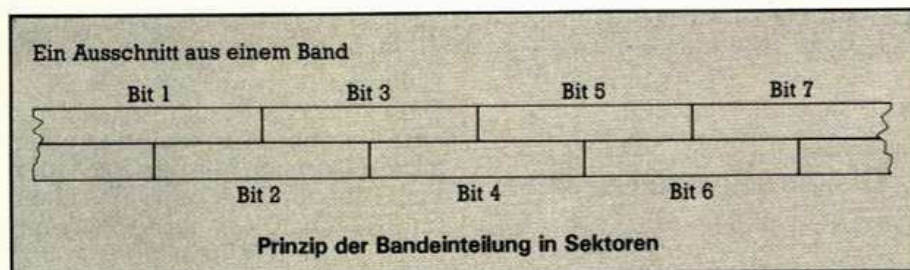 Ein Ausschnitt aus einem Band
Bit 1 Bit 3 Bit 5 Bit 7
Bit 2 Bit 4 Bit 6
Prinzip der Bandeinteilung in Sektoren